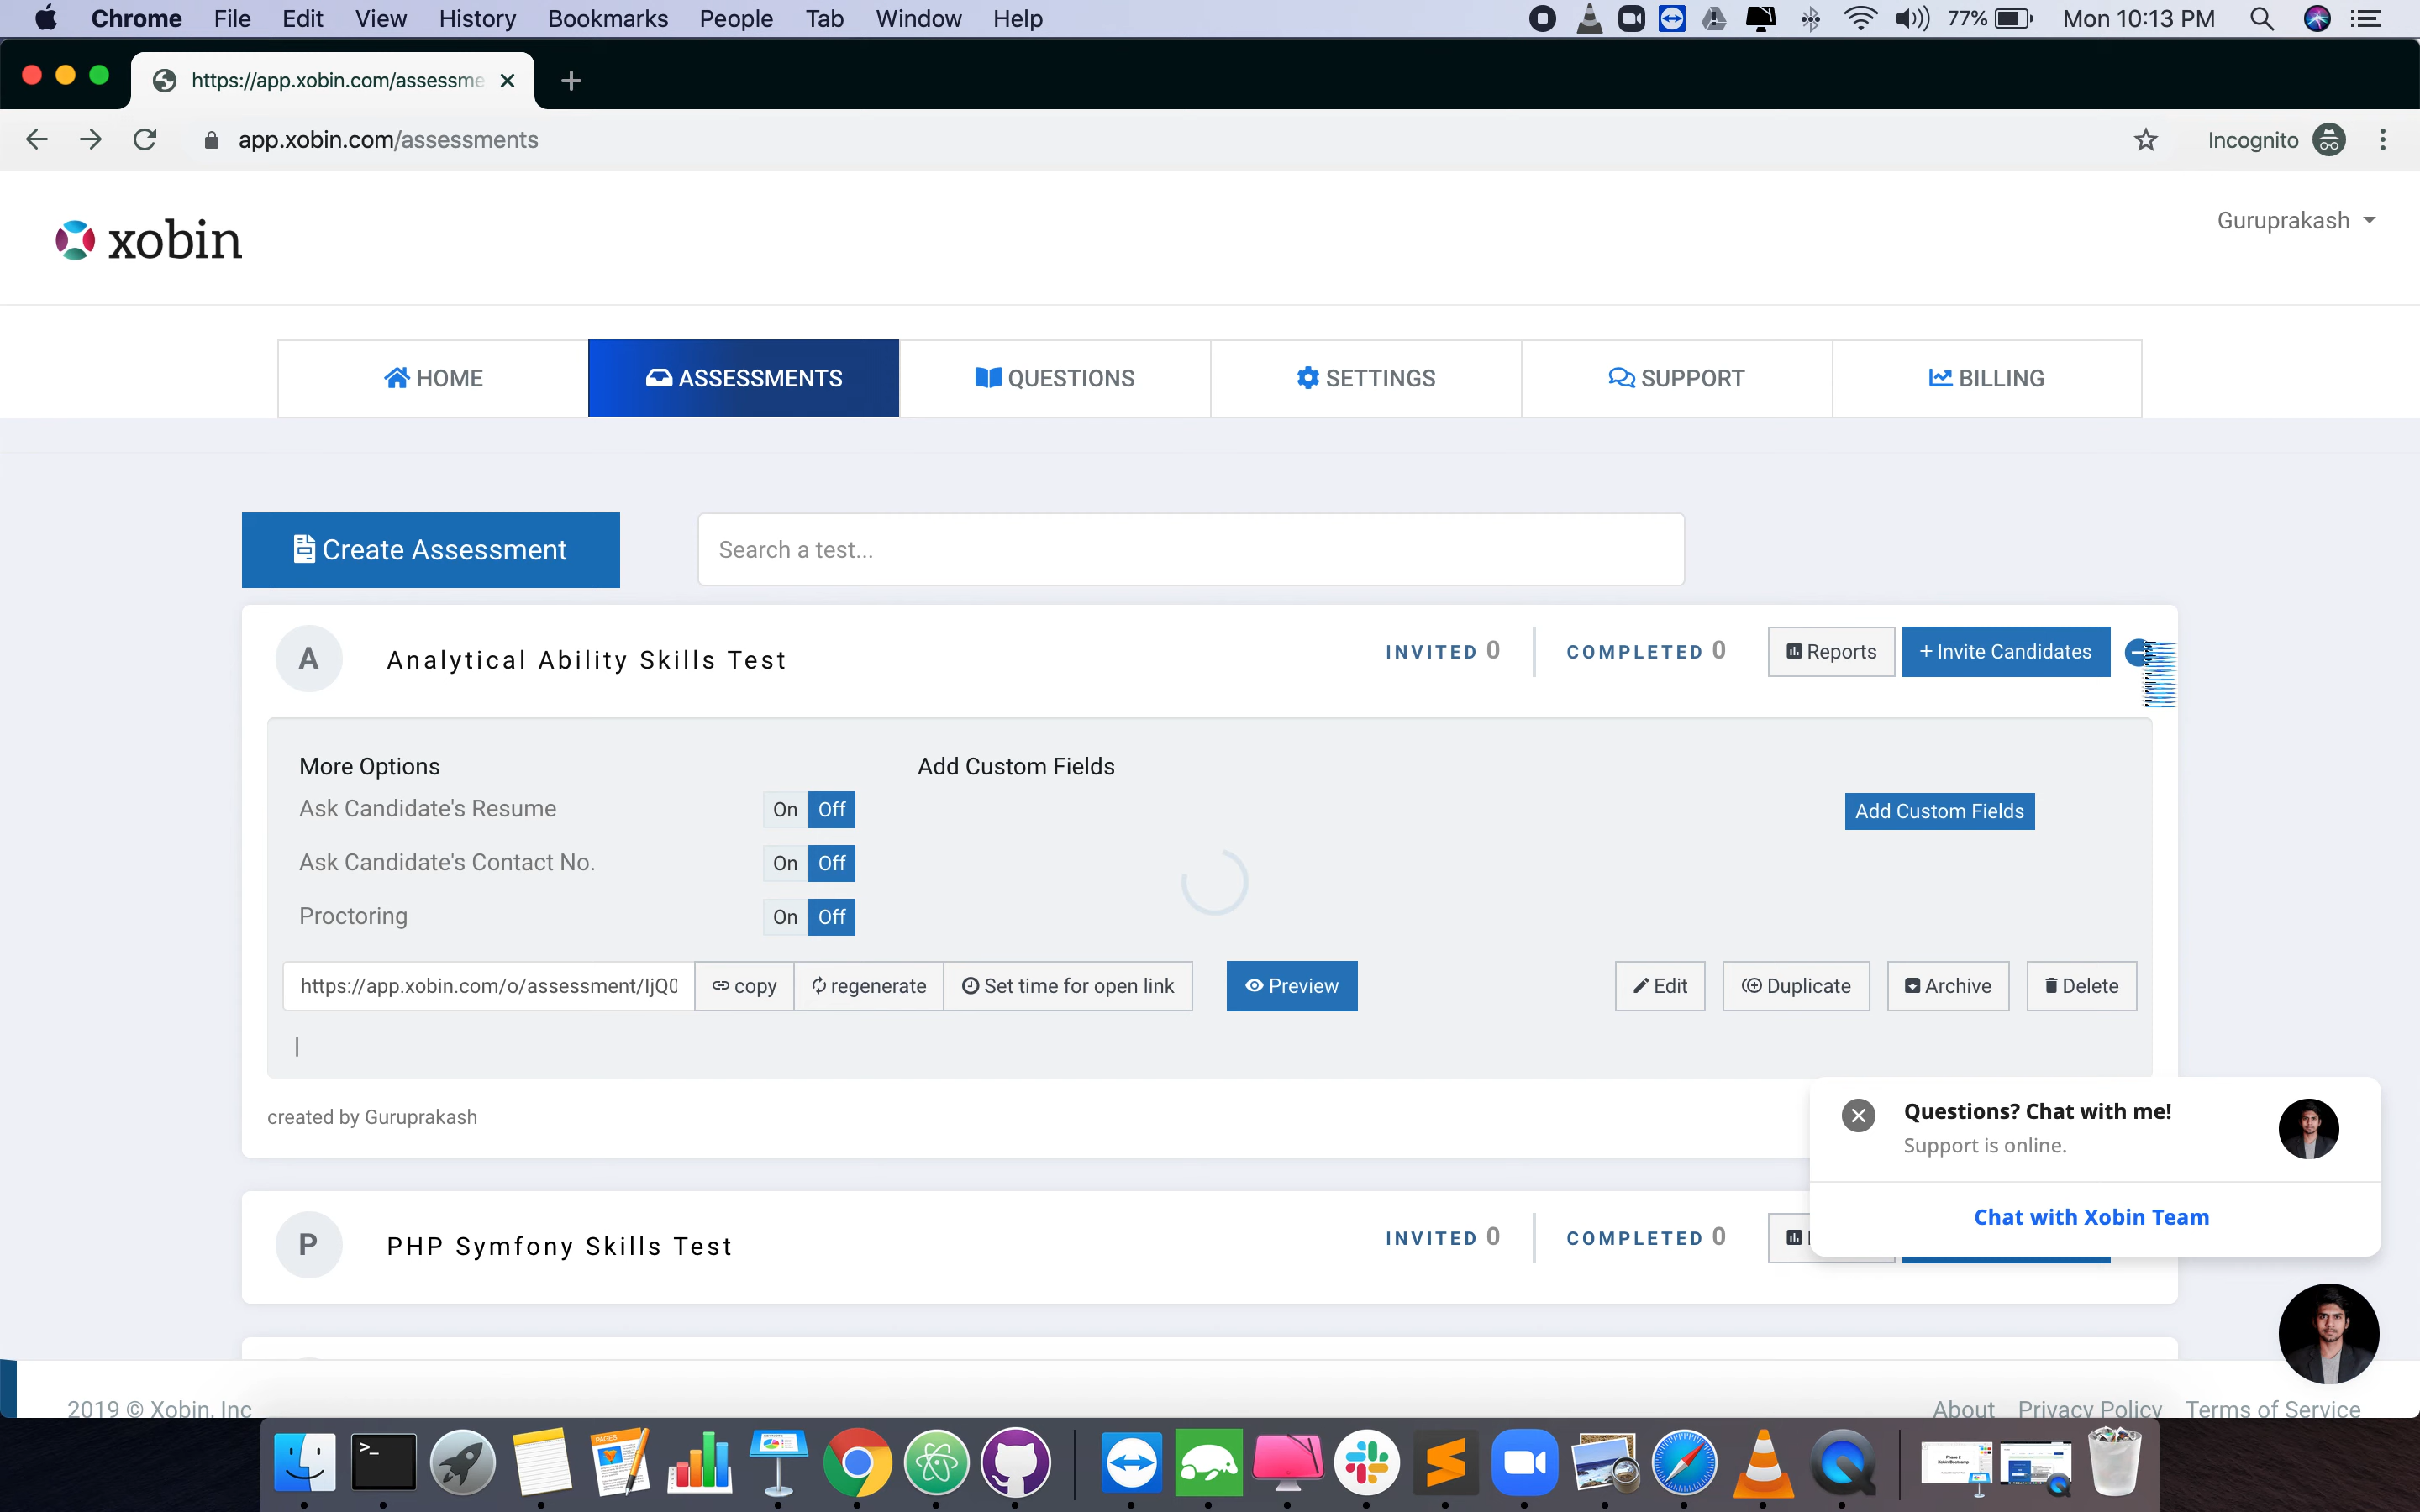 Chrome File Edit View History Bookmarks People Tab Window Help 77% Mon 10:13 PM
https://app.xobin.com/assessme
app.xobin.com/assessments Incognito
xobin Guruprakash
HOME ASSESSMENTS QUESTIONS SETTINGS SUPPORT BILLING
Create Assessment Search a test...
A Analytical Ability Skills Test INVITED 0 COMPLETED 0 Reports + Invite Candidates
More Options Add Custom Fields
Ask Candidate's Resume On Off Add Custom Fields
Ask Candidate's Contact No. On Off
Proctoring On Off
https://app.xobin.com/o/assessment/IjQ0 copy regenerate Set time for open link Preview Edit Duplicate Archive Delete
|
created by Guruprakash
Questions? Chat with me!
Support is online.
Chat with Xobin Team
P PHP Symfony Skills Test INVITED 0 COMPLETED 0
2019 © Xobin, Inc About Privacy Policy Terms of Service
PAGES